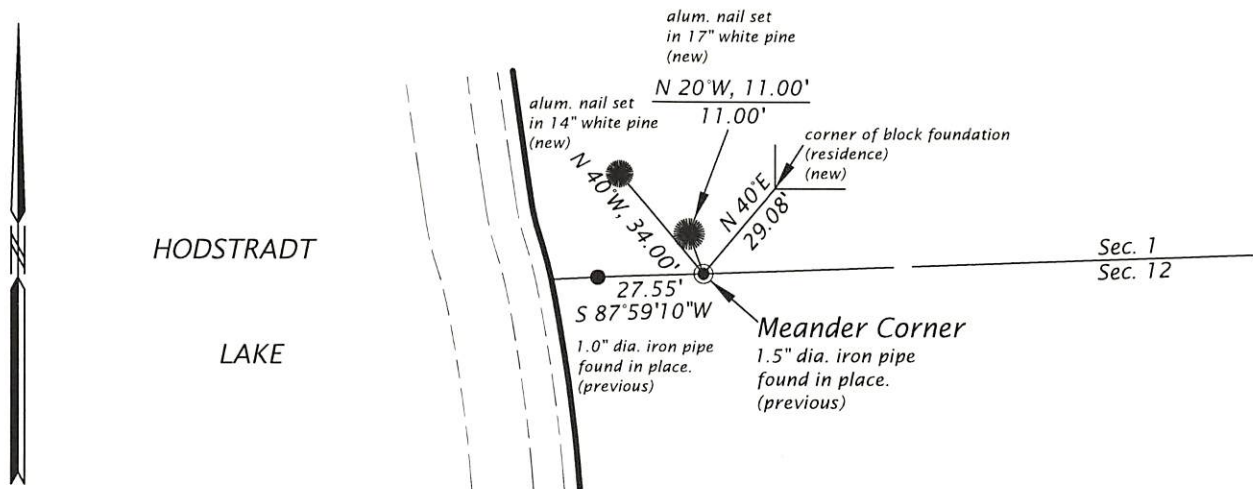 alum. nail set
in 17" white pine
(new)
N 20°W, 11.00'
11.00'
alum. nail set
in 14" white pine
(new)
corner of block foundation
(residence)
(new)
N 40°W, 34.00'
N 40°E
29.08'
HODSTRADT
LAKE
Sec. 1
Sec. 12
27.55'
S 87°59'10"W
1.0" dia. iron pipe
found in place.
(previous)
Meander Corner
1.5" dia. iron pipe
found in place.
(previous)
N